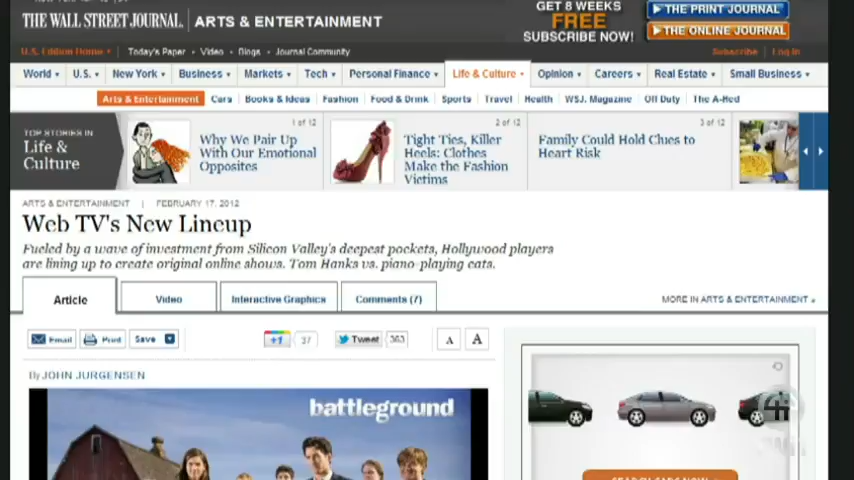 THE WALL STREET JOURNAL. ARTS & ENTERTAINMENT
GET 8 WEEKS
FREE
SUBSCRIBE NOW!
THE PRINT JOURNAL
THE ONLINE JOURNAL
U.S. Edition Home
Today's Paper • Video • Blogs • Journal Community
Subscribe Log In
World U.S. New York Business Markets Tech Personal Finance Life & Culture Opinion Careers Real Estate Small Business
Arts & Entertainment Cars Books & Ideas Fashion Food & Drink Sports Travel Health WSJ. Magazine Off Duty The A-Hed
TOP STORIES IN
Life &
Culture
1 of 12
Why We Pair Up
With Our Emotional
Opposites
2 of 12
Tight Ties, Killer
Heels: Clothes
Make the Fashion
Victims
3 of 12
Family Could Hold Clues to
Heart Risk
ARTS & ENTERTAINMENT | FEBRUARY 17, 2012
Web TV's New Lineup
Fueled by a wave of investment from Silicon Valley's deepest pockets, Hollywood players
are lining up to create original online shows. Tom Hanks vs. piano-playing cats.
Article Video Interactive Graphics Comments (7)
MORE IN ARTS & ENTERTAINMENT »
Email Print Save +1 37 Tweet 363 A A
By JOHN JURGENSEN
battleground